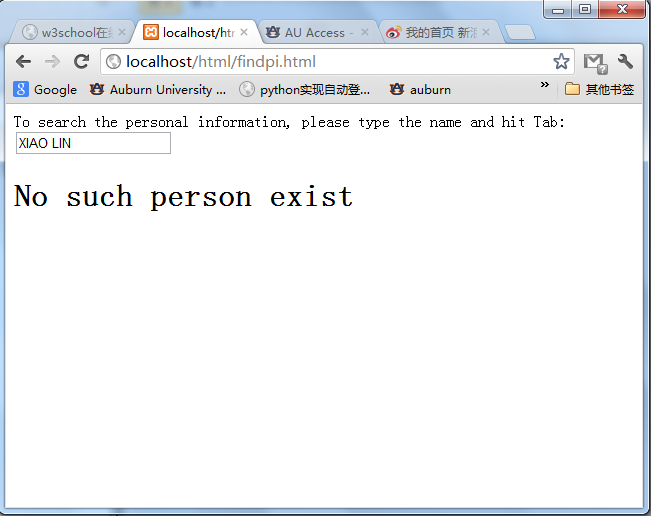 w3school在 localhost/ht AU Access - 我的首页 新
localhost/html/findpi.html
Google Auburn University ... python实现自动登... auburn » 其他书签
To search the personal information, please type the name and hit Tab:
XIAO LIN
No such person exist